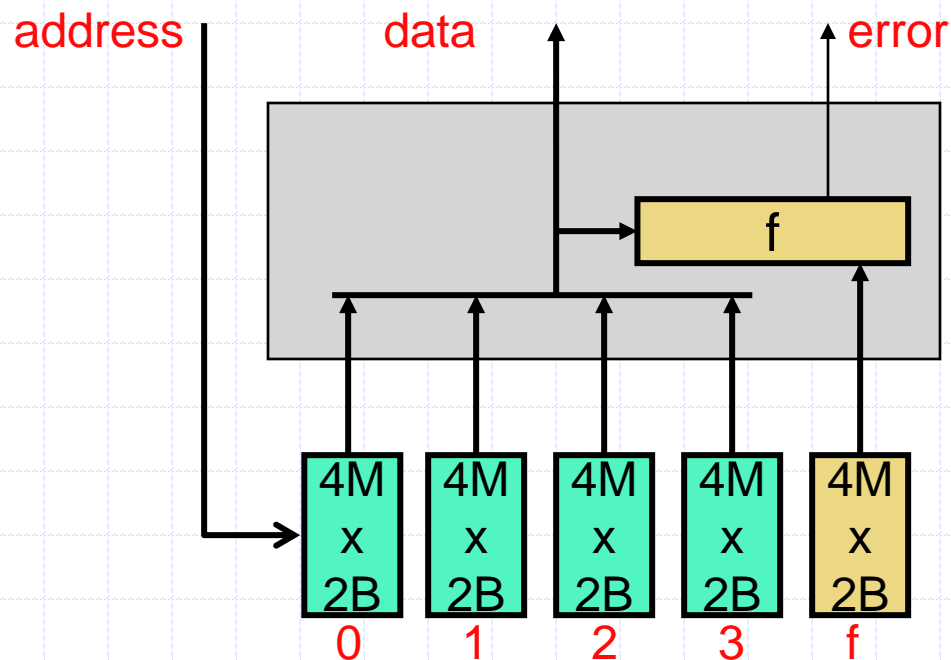 address data error
f
4M 4M 4M 4M 4M
x x x x x
2B 2B 2B 2B 2B
0 1 2 3 f